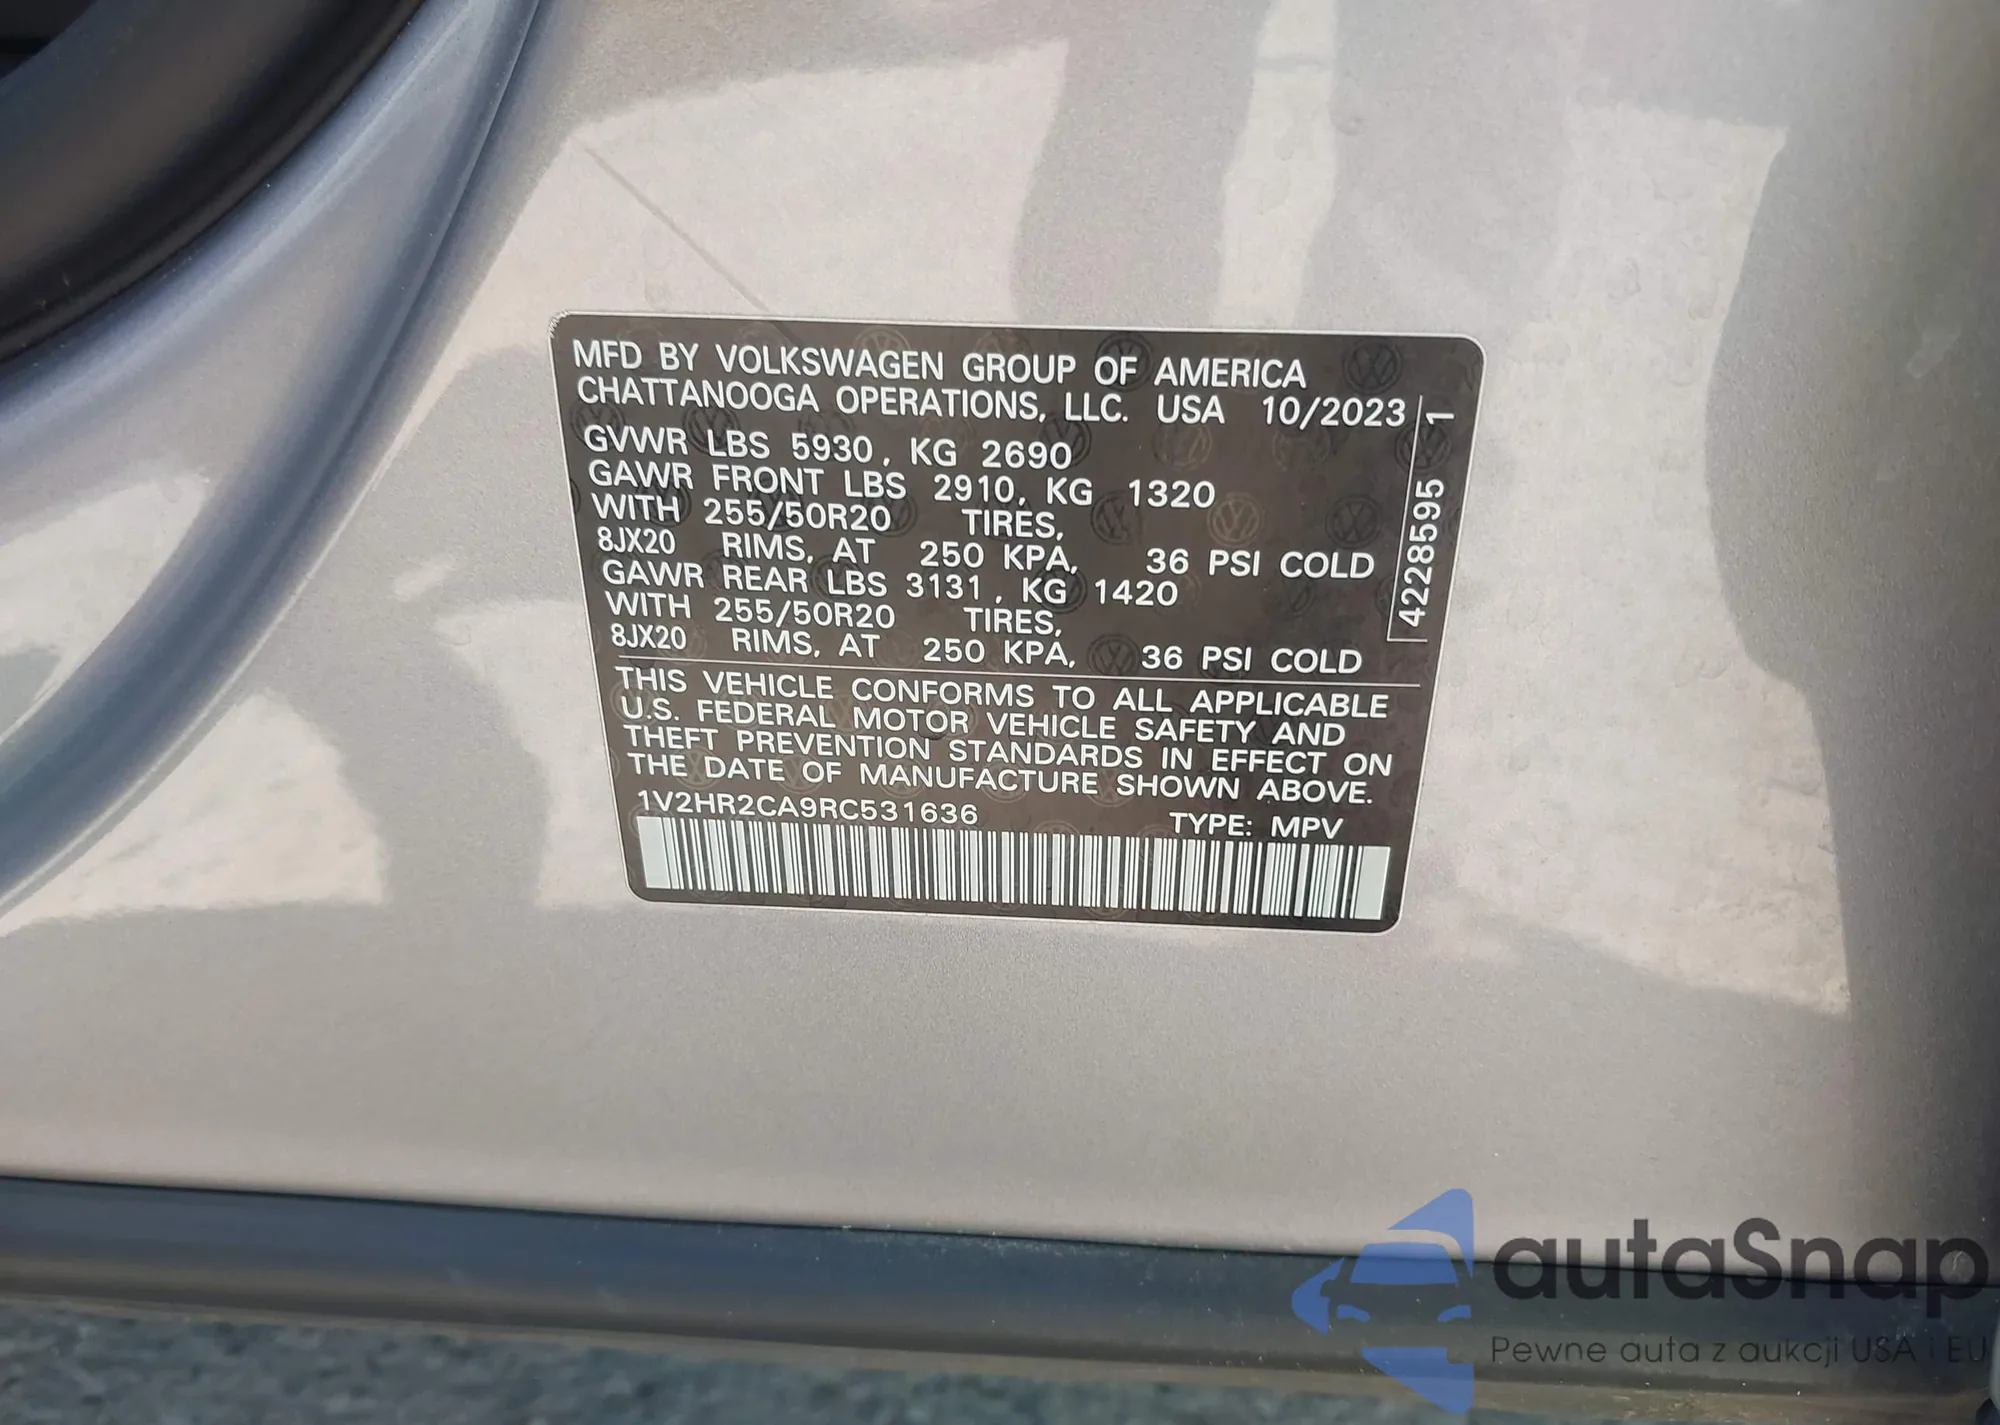 MFD BY VOLKSWAGEN GROUP OF AMERICA
CHATTANOOGA OPERATIONS, LLC. USA 10/2023
GVWR LBS 5930, KG 2690
GAWR FRONT LBS 2910, KG 1320
WITH 255/50R20 TIRES,
8JX20 RIMS, AT 250 KPA, 36 PSI COLD
GAWR REAR LBS 3131, KG 1420
WITH 255/50R20 TIRES,
8JX20 RIMS, AT 250 KPA, 36 PSI COLD
4228595 1
THIS VEHICLE CONFORMS TO ALL APPLICABLE
U.S. FEDERAL MOTOR VEHICLE SAFETY AND
THEFT PREVENTION STANDARDS IN EFFECT ON
THE DATE OF MANUFACTURE SHOWN ABOVE.
1V2HR2CA9RC531636 TYPE: MPV
autaSnap
Pewne auta z aukcji USA i EU